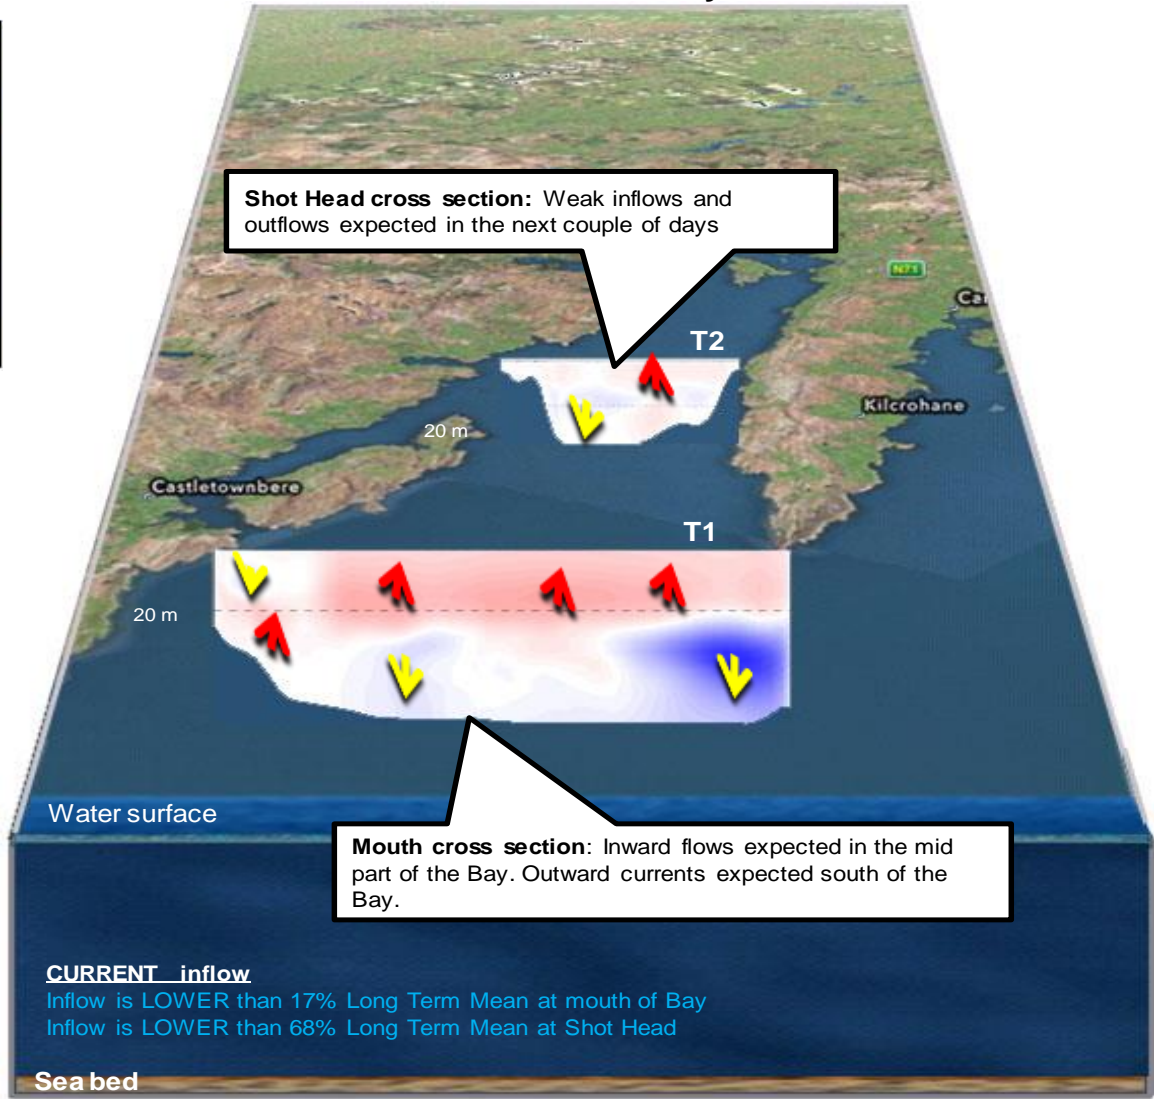 Shot Head cross section: Weak inflows and
outflows expected in the next couple of days
N71
Ca
T2
Kilcrohane
20 m
Castletownbere
T1
20 m
Water surface
Mouth cross section: Inward flows expected in the mid
part of the Bay. Outward currents expected south of the
Bay.
CURRENT inflow
Inflow is LOWER than 17% Long Term Mean at mouth of Bay
Inflow is LOWER than 68% Long Term Mean at Shot Head
Sea bed